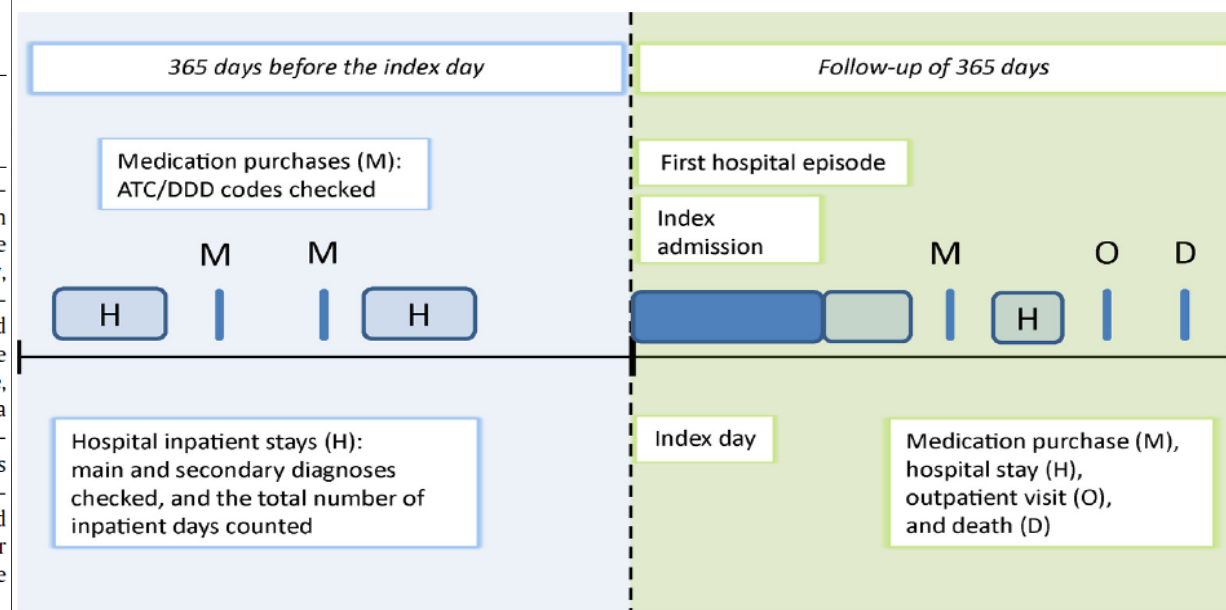 365 days before the index day
Follow-up of 365 days
Medication purchases (M):
ATC/DDD codes checked
First hospital episode
Index
admission
M
M
M
O
D
H
H
H
Hospital inpatient stays (H):
main and secondary diagnoses
checked, and the total number of
inpatient days counted
Index day
Medication purchase (M),
hospital stay (H),
outpatient visit (O),
and death (D)